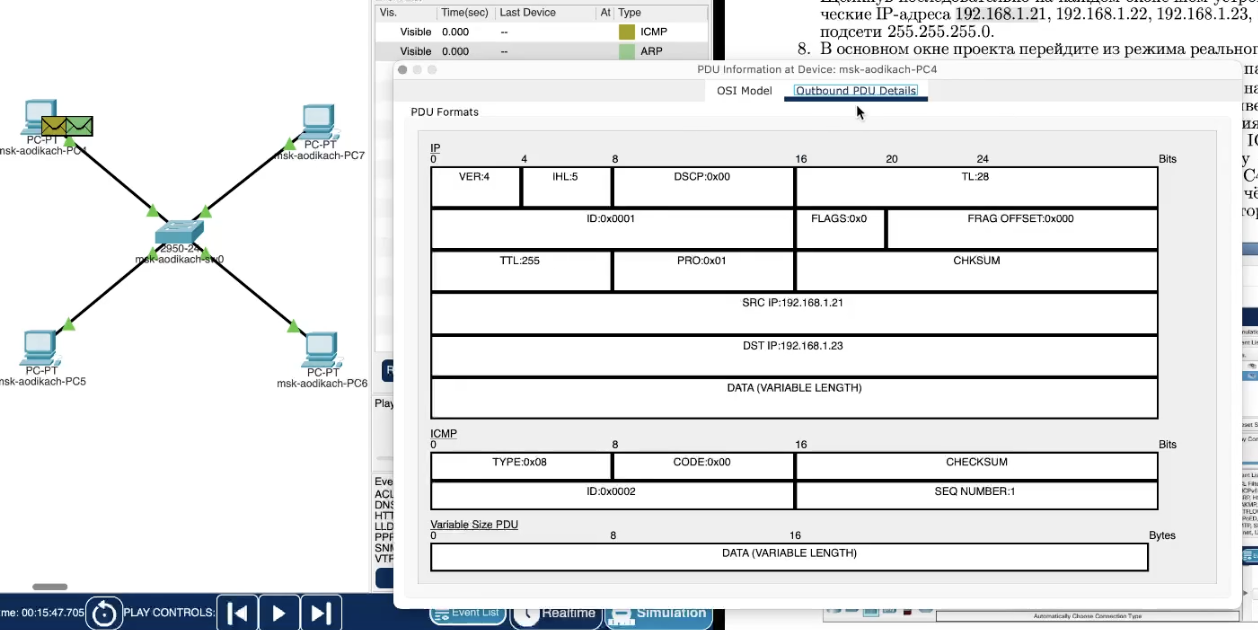 Vis.	Time(sec)	Last Device	At	Type
Visible	0.000	--	ICMP
Visible	0.000	--	ARP
ческие IP-адреса 192.168.1.21, 192.168.1.22, 192.168.1.23,
подсети 255.255.255.0.
8. В основном окне проекта перейдите из режима
PDU Information at Device: msk-aodikach-PC4
OSI Model	Outbound PDU Details
PDU Formats
IP
0	4	8	16	20	24	Bits
VER:4	IHL:5	DSCP:0x00	TL:28
ID:0x0001	FLAGS:0x0	FRAG OFFSET:0x000
TTL:255	PRO:0x01	CHKSUM
SRC IP:192.168.1.21
DST IP:192.168.1.23
DATA (VARIABLE LENGTH)
ICMP
0	8	16	Bits
TYPE:0x08	CODE:0x00	CHECKSUM
ID:0x0002	SEQ NUMBER:1
Variable Size PDU
0	8	16	Bytes
DATA (VARIABLE LENGTH)
PC-PT
nsk-aodikach-PC4
PC-PT
msk-aodikach-PC7
2950-24
msk-aodikach-sw0
PC-PT
nsk-aodikach-PC5
PC-PT
msk-aodikach-PC6
Play
Eve
ACL
DNS
HTT
LLD
PPP
SNM
VTP
me: 00:15:47.705	PLAY CONTROLS:	Event List	Realtime	Simulation
Automatically Choose Connection Type